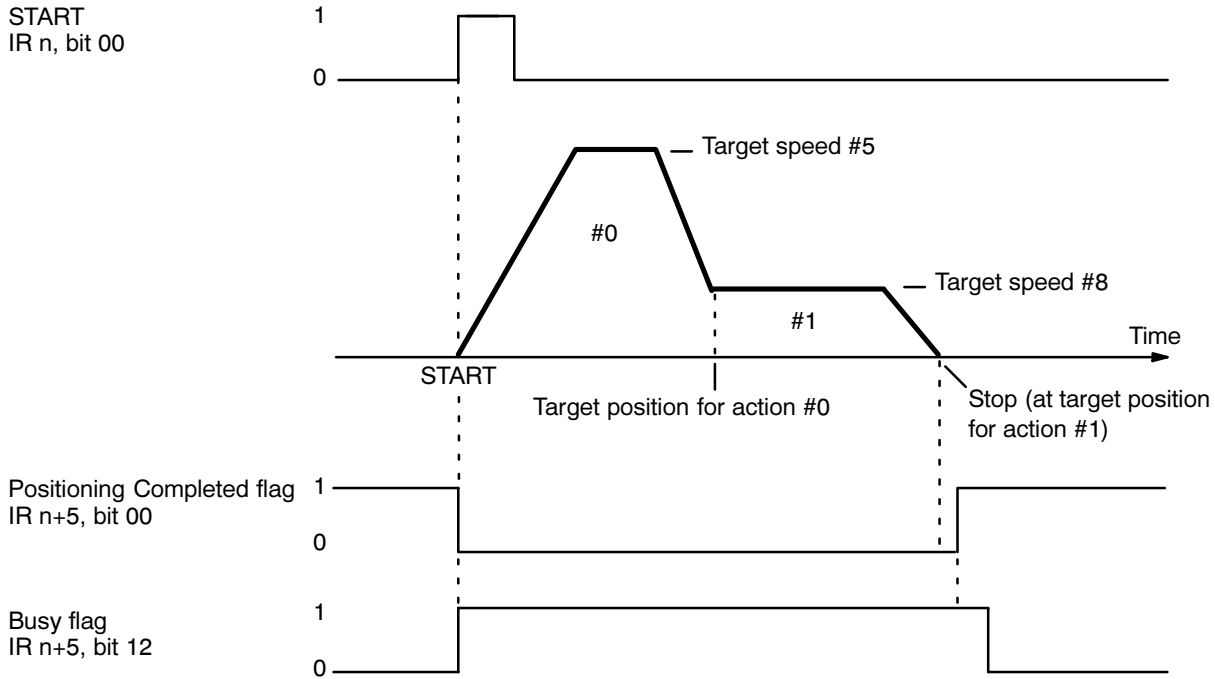 START
IR n, bit 00
1
0
Target speed #5
#0
Target speed #8
#1
Time
START
Target position for action #0
Stop (at target position
for action #1)
Positioning Completed flag
IR n+5, bit 00
1
0
Busy flag
IR n+5, bit 12
1
0